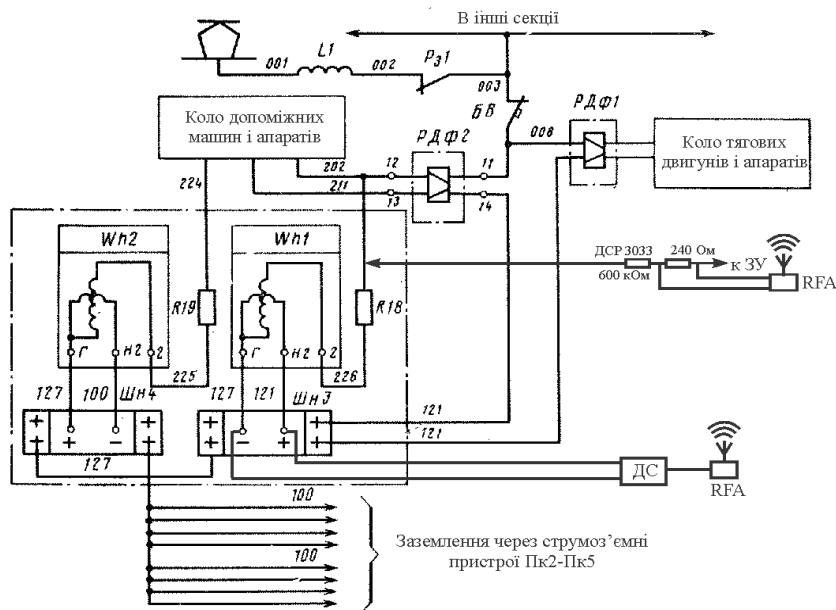 В інші секції
001
L1
002
Рэ1
003
БВ
РДф1
008
Коло допоміжних
машин і апаратів
РДф2
Коло тягових
двигунів і апаратів
202
12
11
211
13
14
224
Wh2
Wh1
ДСР 3033
240 Ом
600 кОм
к ЗУ
RFA
R19
R18
Г
Н2
2
Г
Н2
2
225
226
127
100
Шн4
127
121
Шн3
121
121
+
+
+
-
+
+
+
+
-
+
+
+
127
ДС
RFA
100
100
Заземлення через струмоз’ємні
пристрої Пк2-Пк5